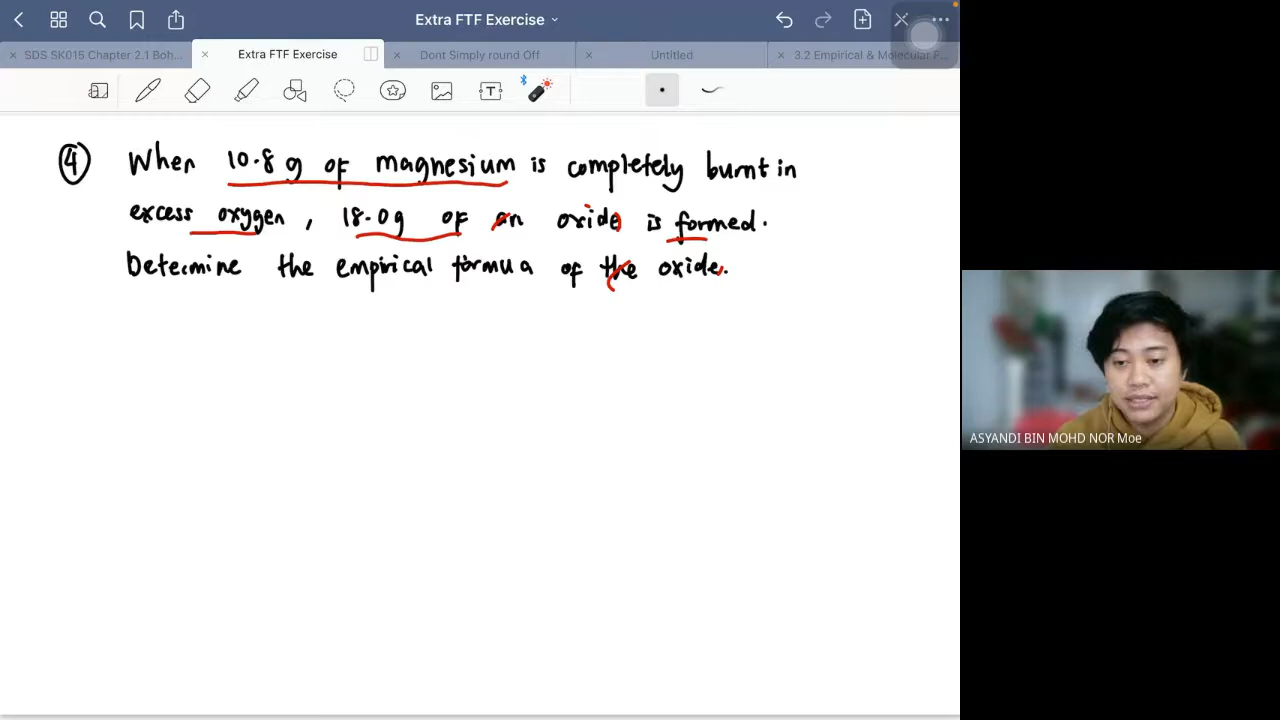 Extra FTF Exercise
SDS SK015 Chapter 2.1 Boh...
Extra FTF Exercise
Dont Simply round Off
Untitled
3.2 Empirical & Molecular F...
T
④ When 10.8 g of magnesium is completely burnt in
excess oxygen, 18.0g of an oxide is formed.
Determine the empirical formua of the oxide.
ASYANDI BIN MOHD NOR Moe